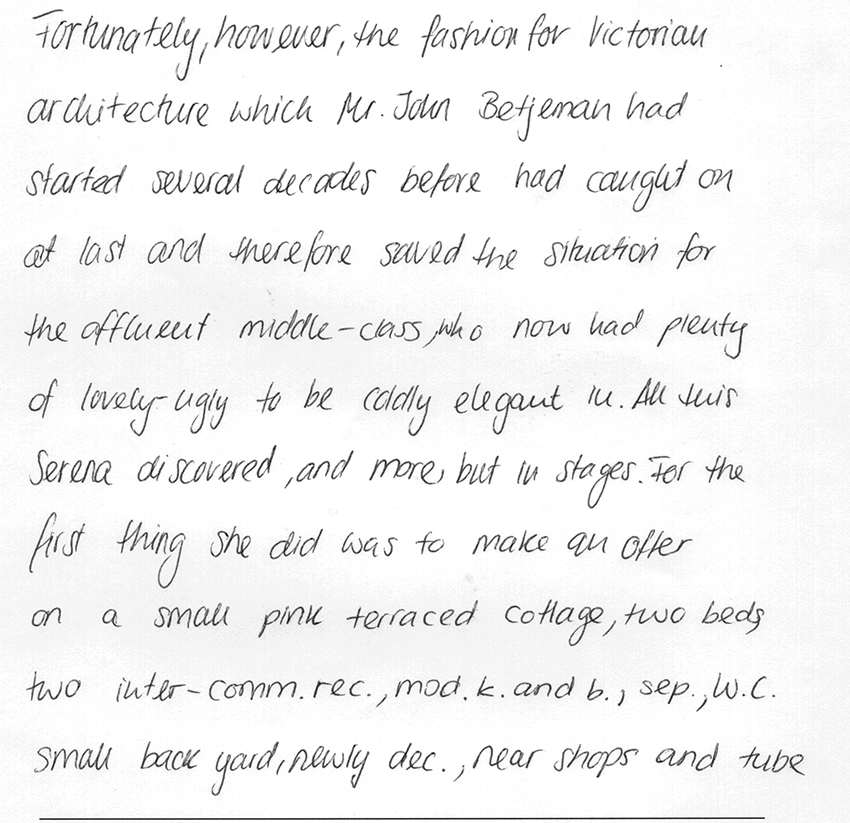 Fortunately, however, the fashion for Victorian
architecture which Mr. John Betjeman had
started several decades before had caught on
at last and therefore saved the situation for
the affluent middle-class, who now had plenty
of lovely-ugly to be coldly elegant in. All this
Serena discovered, and more, but in stages. For the
first thing she did was to make an offer
on a small pink terraced cottage, two beds,
two inter-comm. rec., mod. k. and b., sep., W.C.
small back yard, newly dec., near shops and tube